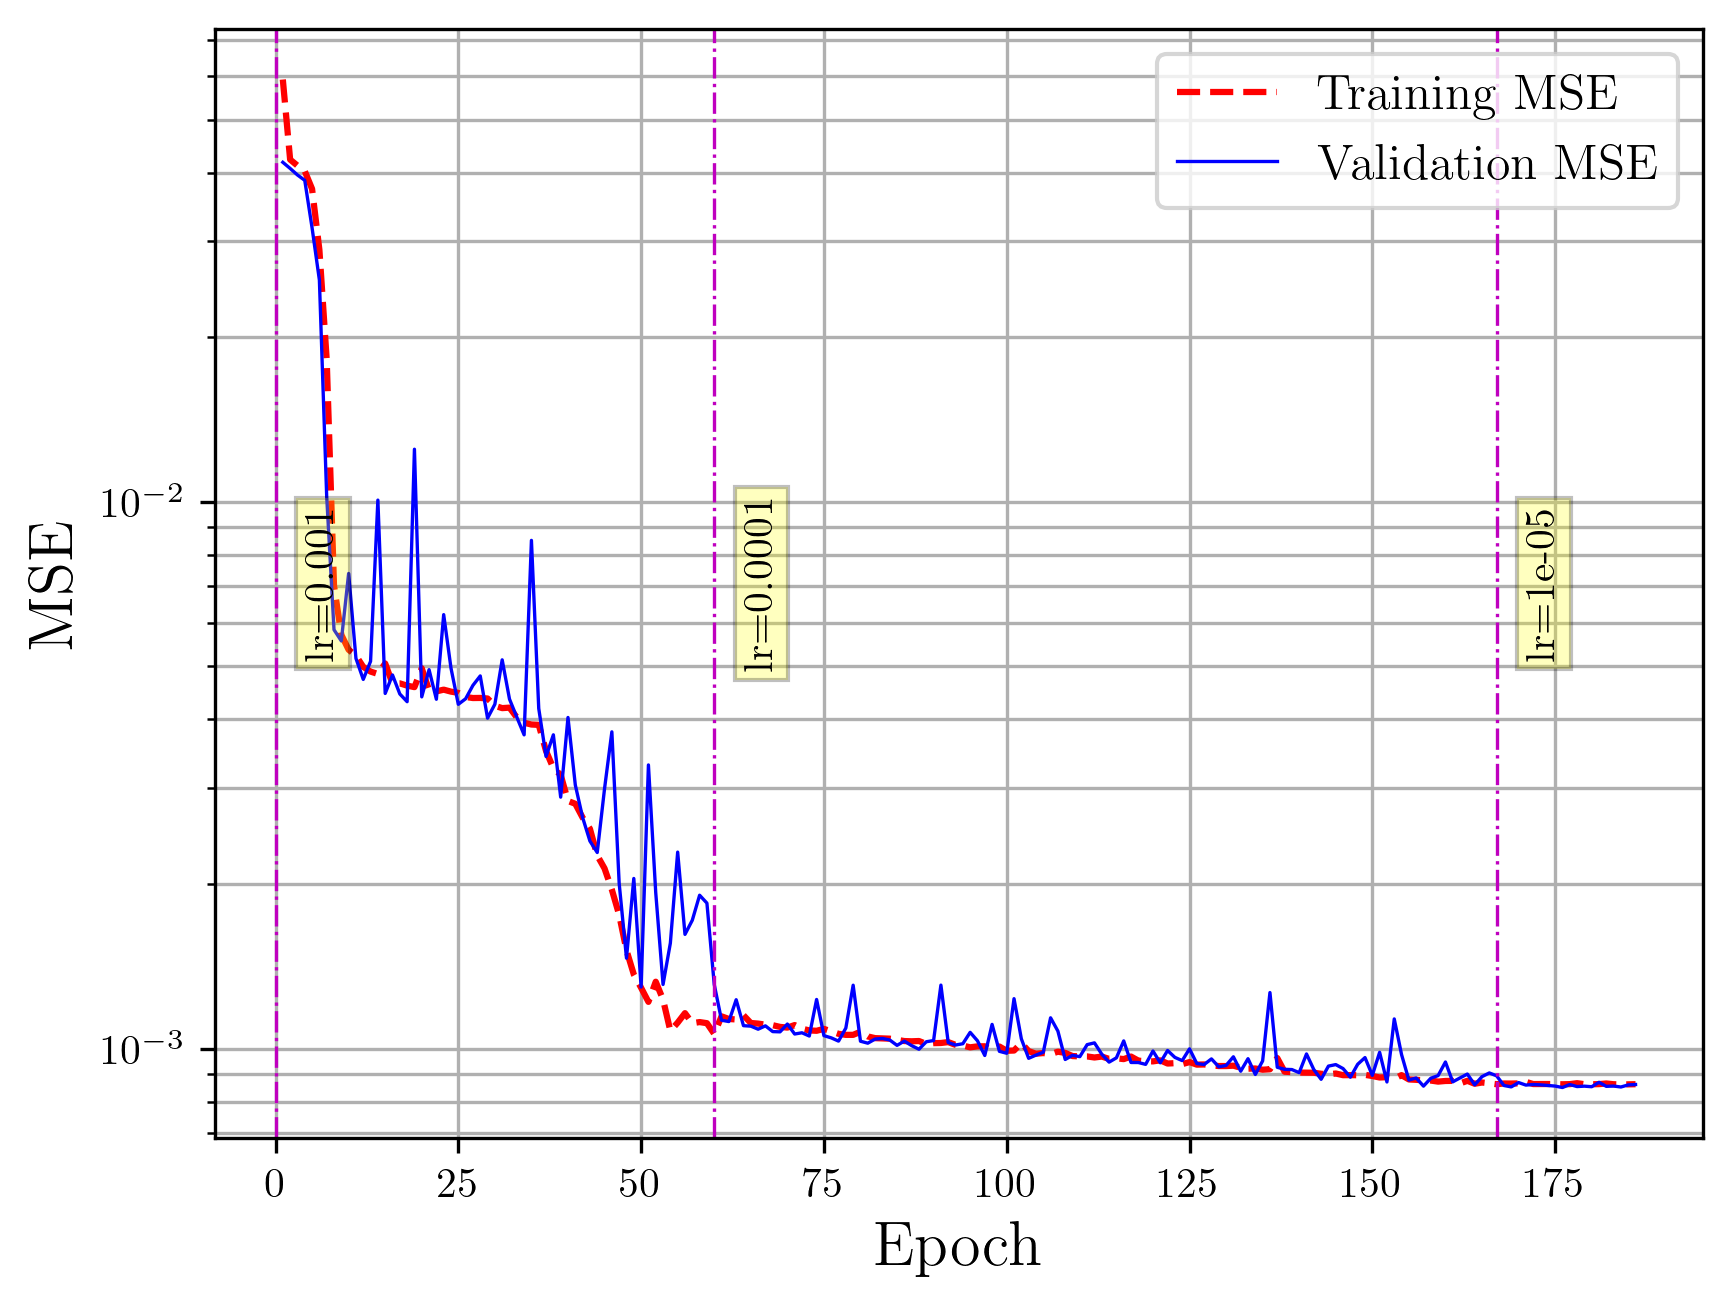 Training MSE
Validation MSE
MSE
10⁻²
10⁻³
lr=0.001
lr=0.0001
lr=1e-05
0 25 50 75 100 125 150 175
Epoch